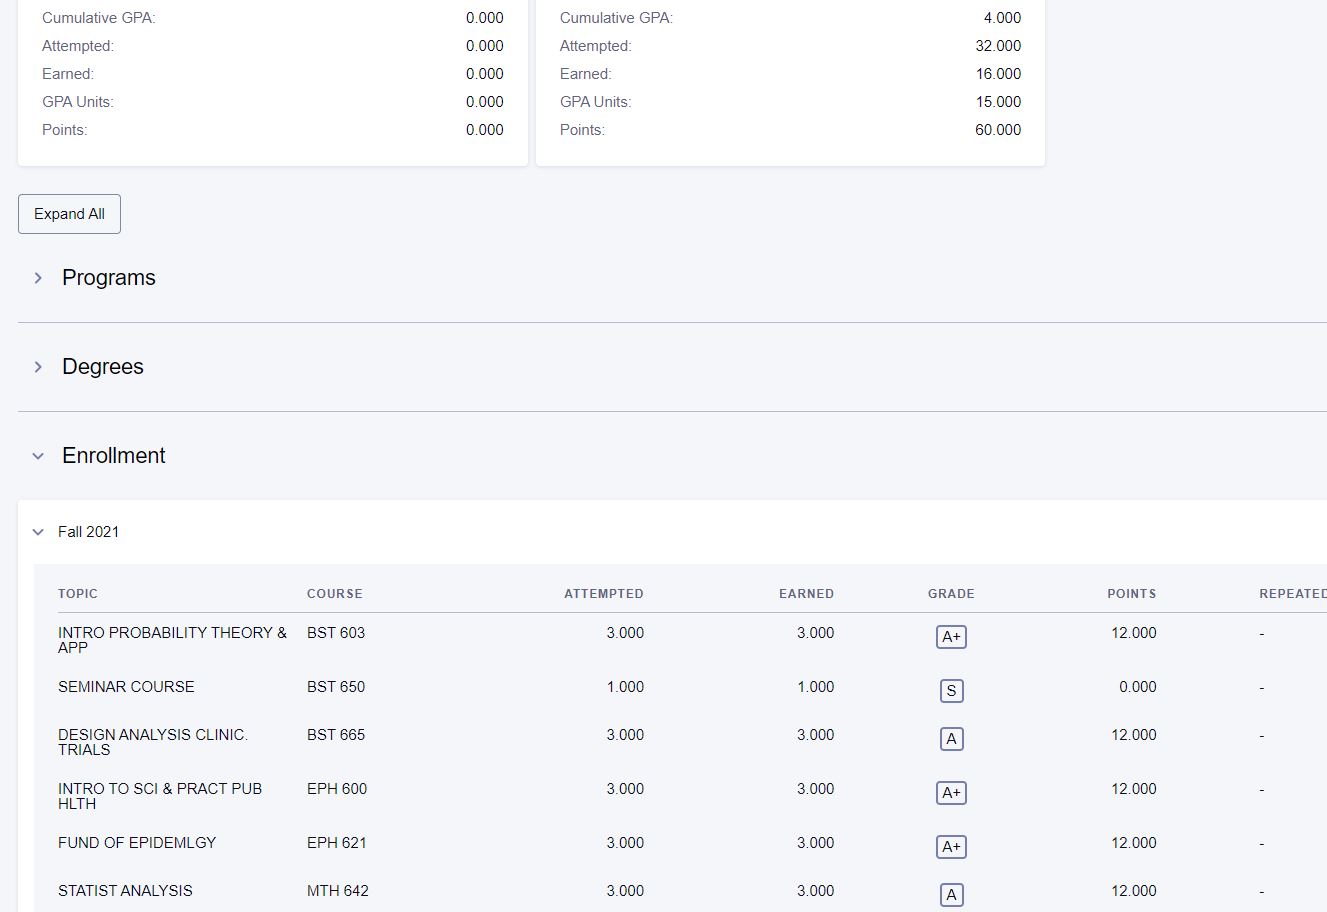 Cumulative GPA: 0.000
Attempted: 0.000
Earned: 0.000
GPA Units: 0.000
Points: 0.000
Cumulative GPA: 4.000
Attempted: 32.000
Earned: 16.000
GPA Units: 15.000
Points: 60.000
Expand All
Programs
Degrees
Enrollment
Fall 2021
TOPIC COURSE ATTEMPTED EARNED GRADE POINTS REPEATED
INTRO PROBABILITY THEORY & BST 603 3.000 3.000 A+ 12.000 -
APP
SEMINAR COURSE BST 650 1.000 1.000 S 0.000 -
DESIGN ANALYSIS CLINIC. BST 665 3.000 3.000 A 12.000 -
TRIALS
INTRO TO SCI & PRACT PUB EPH 600 3.000 3.000 A+ 12.000 -
HLTH
FUND OF EPIDEMLGY EPH 621 3.000 3.000 A+ 12.000 -
STATIST ANALYSIS MTH 642 3.000 3.000 A 12.000 -